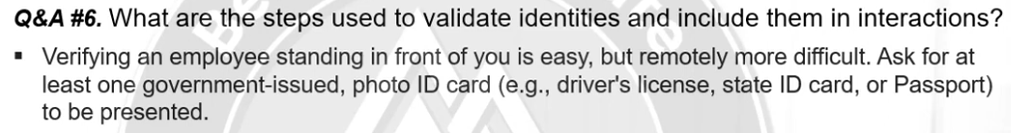 Q&A #6. What are the steps used to validate identities and include them in interactions?
▪ Verifying an employee standing in front of you is easy, but remotely more difficult. Ask for at
least one government-issued, photo ID card (e.g., driver's license, state ID card, or Passport)
to be presented.